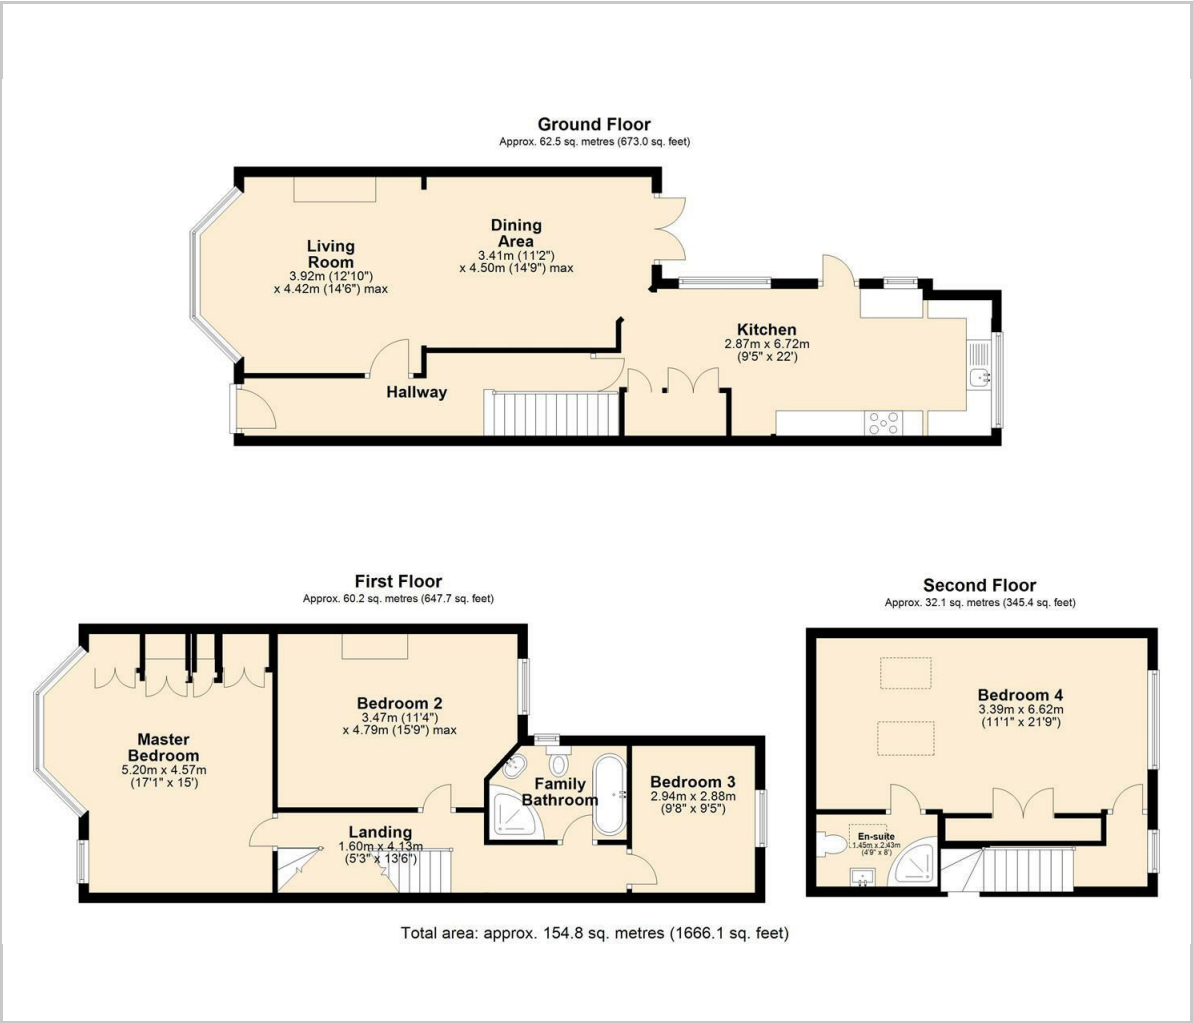 Ground Floor
Approx. 62.5 sq. metres (673.0 sq. feet)
Living
Room
3.92m (12'10")
x 4.42m (14'6") max
Dining
Area
3.41m (11'2")
x 4.50m (14'9") max
Kitchen
2.87m x 6.72m
(9'5" x 22')
Hallway
First Floor
Approx. 60.2 sq. metres (647.7 sq. feet)
Master
Bedroom
5.20m x 4.57m
(17'1" x 15')
Bedroom 2
3.47m (11'4")
x 4.79m (15'9") max
Family
Bathroom
Bedroom 3
2.94m x 2.88m
(9'8" x 9'5")
Landing
1.60m x 4.13m
(5'3" x 13'6")
Second Floor
Approx. 32.1 sq. metres (345.4 sq. feet)
Bedroom 4
3.39m x 6.62m
(11'1" x 21'9")
En-suite
1.45m x 2.43m
(4'9" x 8')
Total area: approx. 154.8 sq. metres (1666.1 sq. feet)